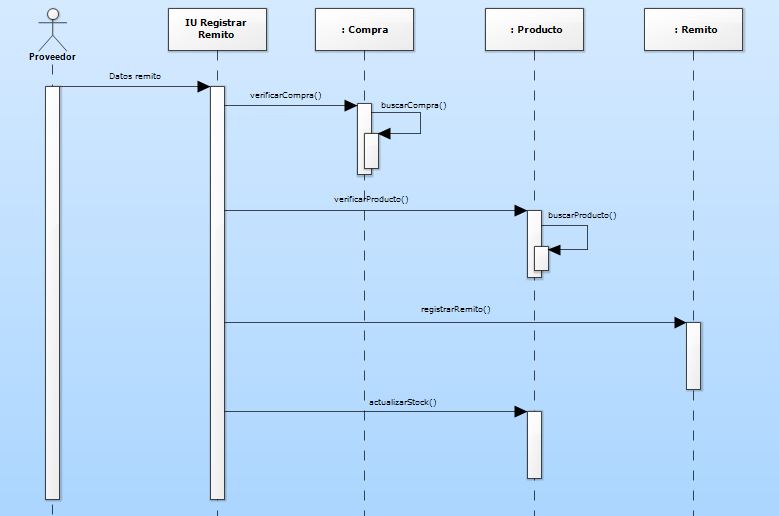 IU Registrar
Remito
: Compra
: Producto
: Remito
Proveedor
Datos remito
verificarCompra()
buscarCompra()
verificarProducto()
buscarProducto()
registrarRemito()
actualizarStock()